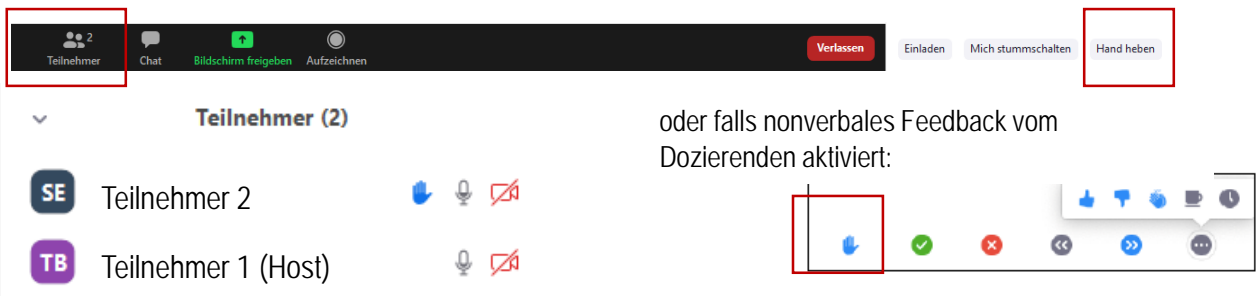 2
Teilnehmer Chat Bildschirm freigeben Aufzeichnen Verlassen Einladen Mich stummschalten Hand heben
Teilnehmer (2)
SE Teilnehmer 2
TB Teilnehmer 1 (Host)
oder falls nonverbales Feedback vom
Dozierenden aktiviert: